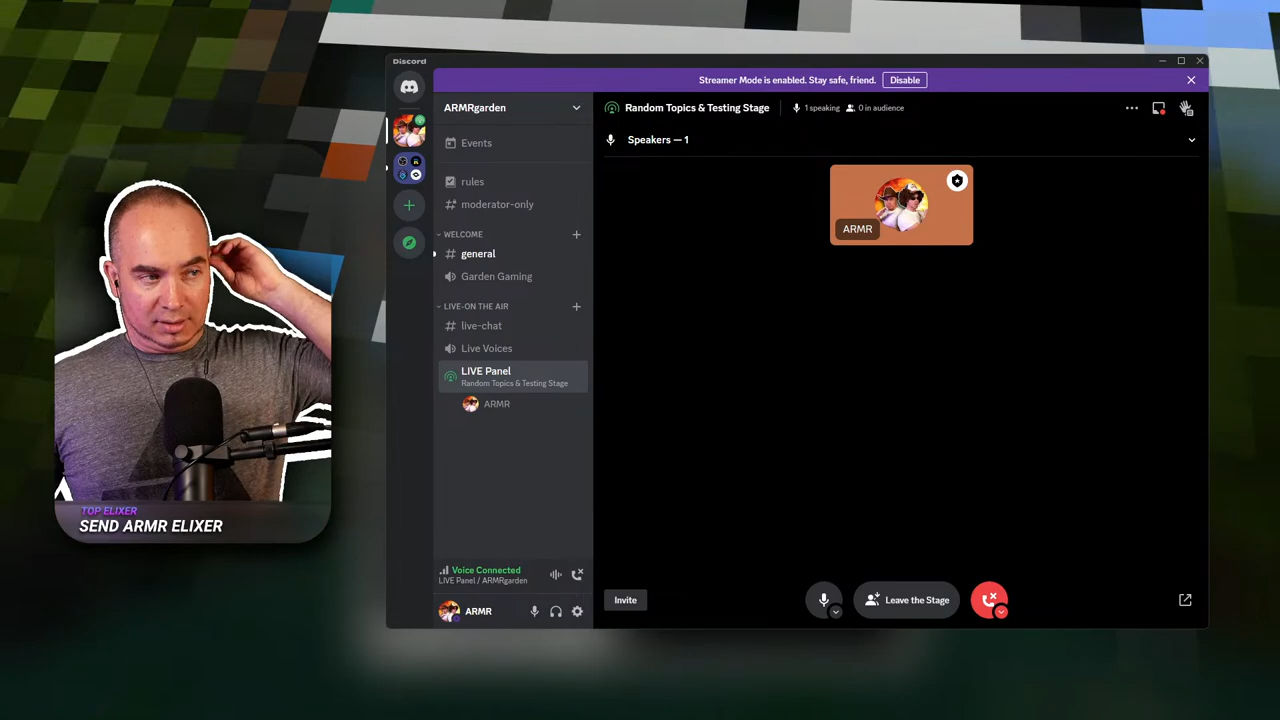 Discord
Streamer Mode is enabled. Stay safe, friend.
Disable
ARMRgarden
Events
rules
moderator-only
WELCOME
general
Garden Gaming
LIVE-ON THE AIR
live-chat
Live Voices
LIVE Panel
Random Topics & Testing Stage
ARMR
Voice Connected
LIVE Panel / ARMRgarden
ARMR
Random Topics & Testing Stage
1 speaking
0 in audience
Speakers — 1
ARMR
Invite
Leave the Stage
TOP ELIXER
SEND ARMR ELIXER